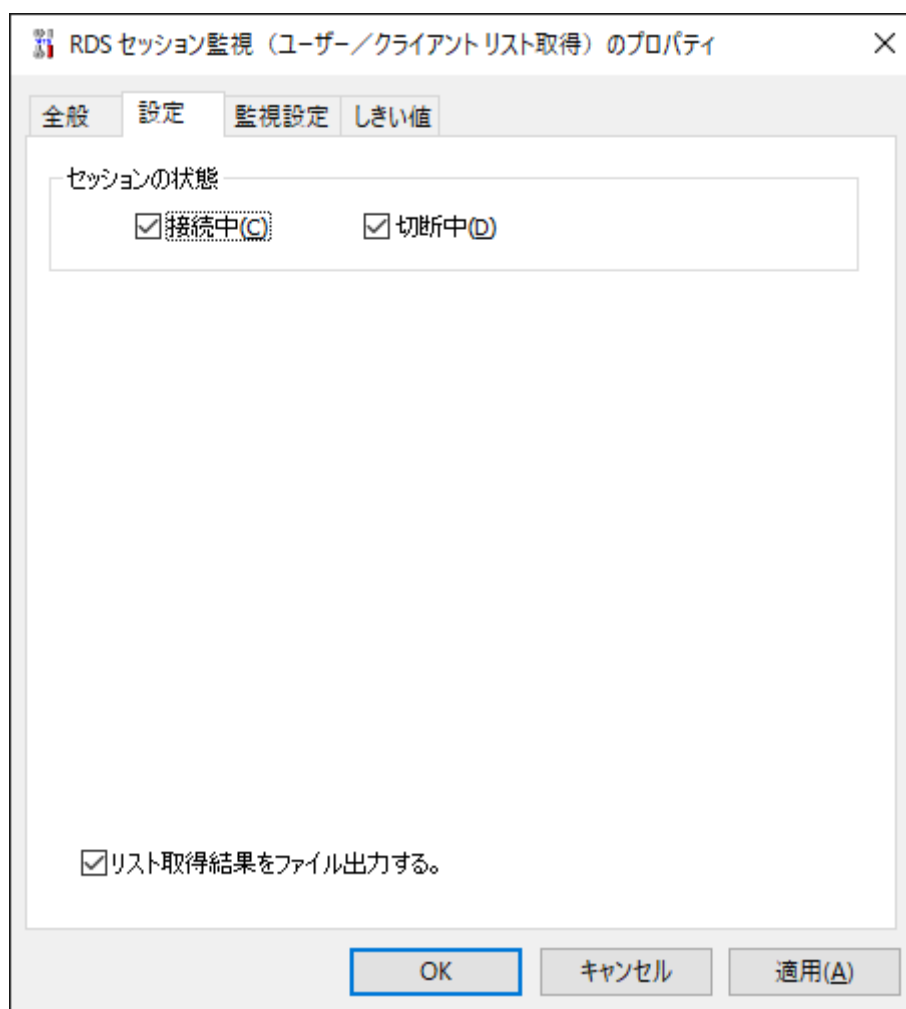 RDS セッション監視（ユーザー／クライアント リスト取得）のプロパティ
全般 設定 監視設定 しきい値
セッションの状態
接続中(C) 切断中(D)
リスト取得結果をファイル出力する。
OK キャンセル 適用(A)